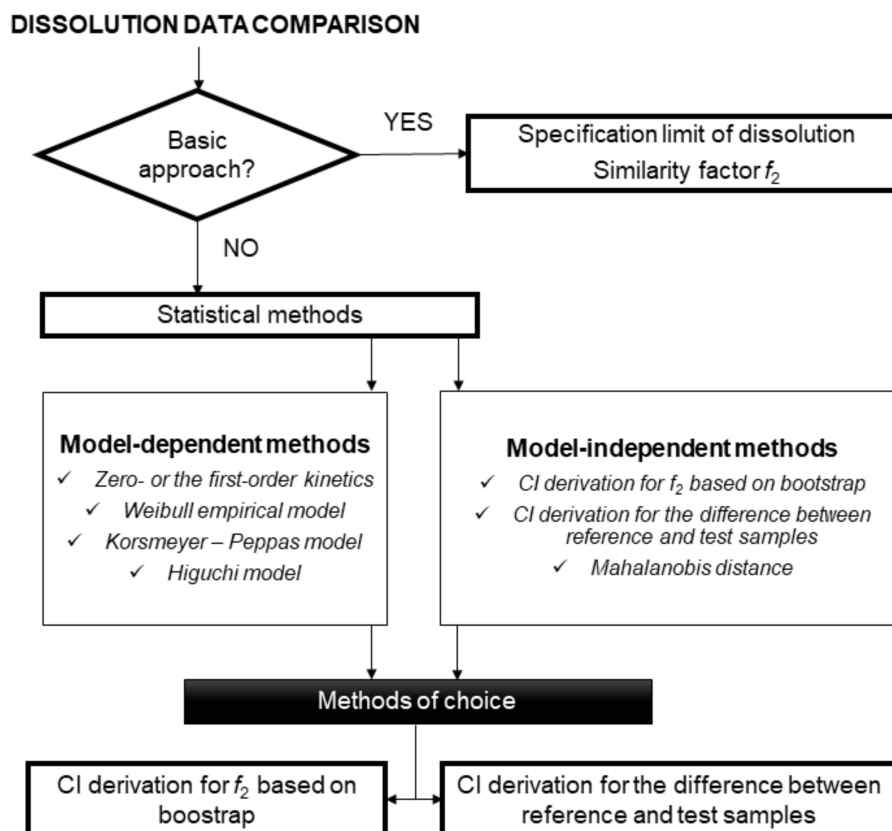 DISSOLUTION DATA COMPARISON
Basic
approach?
YES
Specification limit of dissolution
Similarity factor f₂
NO
Statistical methods
Model-dependent methods
✓ Zero- or the first-order kinetics
✓ Weibull empirical model
✓ Korsmeyer – Peppas model
✓ Higuchi model
Model-independent methods
✓ CI derivation for f₂ based on bootstrap
✓ CI derivation for the difference between
reference and test samples
✓ Mahalanobis distance
Methods of choice
CI derivation for f₂ based on
boostrap
CI derivation for the difference between
reference and test samples